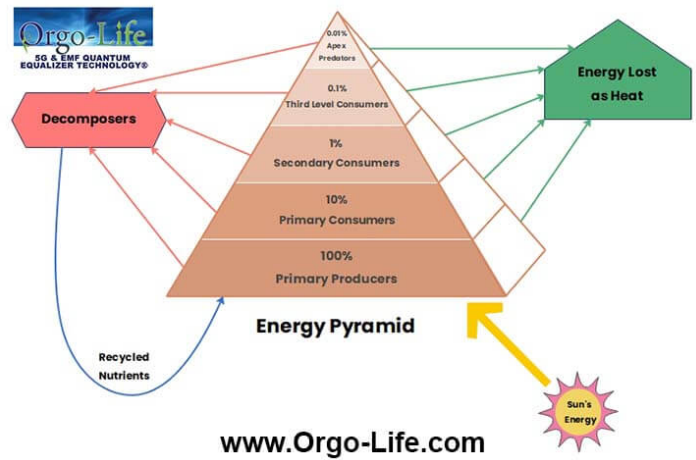 Orgo-Life
5G & EMF QUANTUM
EQUALIZER TECHNOLOGY®
0.01%
Apex
Predators
0.1%
Third Level Consumers
1%
Secondary Consumers
10%
Primary Consumers
100%
Primary Producers
Decomposers
Energy Lost
as Heat
Energy Pyramid
Recycled
Nutrients
Sun's
Energy
www.Orgo-Life.com